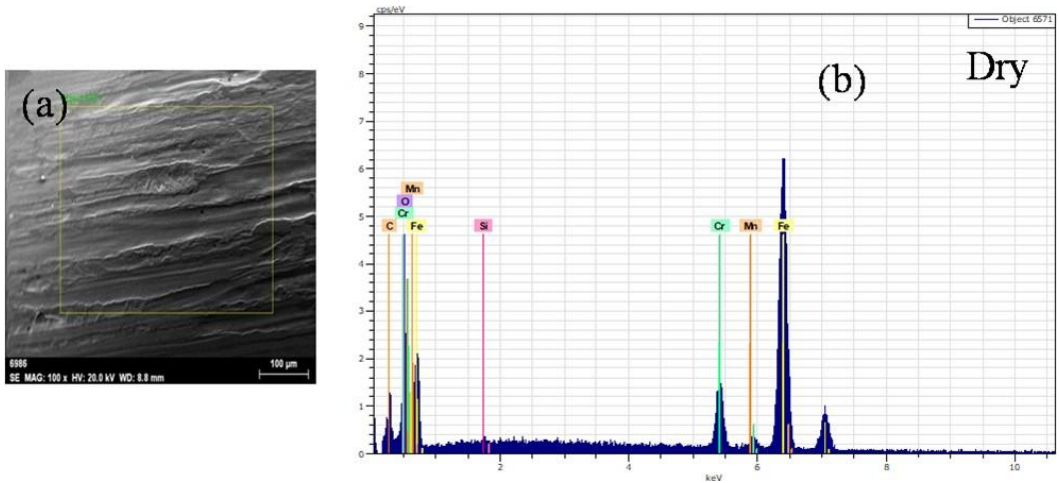 (a)
6986
SE MAG: 100 x HV: 20.0 kV WD: 8.8 mm
100 µm
cps/eV
Object 6571
(b)
Dry
9
8
7
6
5
4
3
2
1
0
Mn
O
Cr
C
Fe
Si
Cr
Mn
Fe
2
4
6
8
10
keV